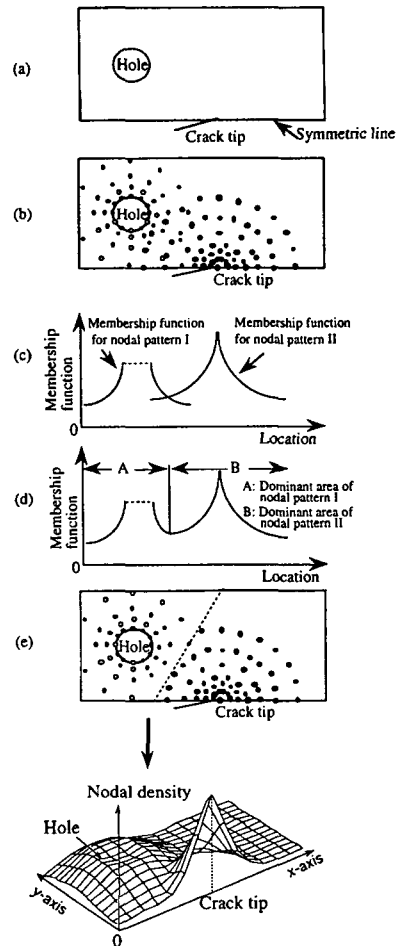 (a)
Hole
Crack tip
Symmetric line
(b)
Hole
Crack tip
(c)
Membership function
for nodal pattern I
Membership function
for nodal pattern II
Membership
function
0
Location
(d)
A
B
A: Dominant area of
nodal pattern I
B: Dominant area of
nodal pattern II
Membership
function
0
Location
(e)
Hole
Crack tip
Nodal density
Hole
y-axis
x-axis
Crack tip
0